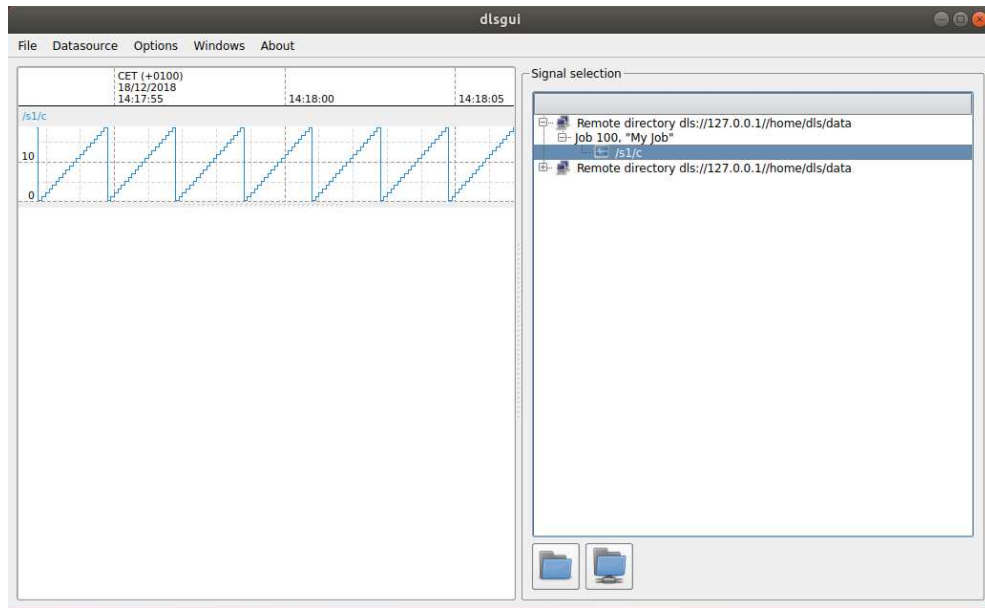 dlsgui
File Datasource Options Windows About
CET (+0100)
18/12/2018
14:17:55 14:18:00 14:18:05
/s1/c
10
0
Signal selection
Remote directory dls://127.0.0.1//home/dls/data
Job 100, "My Job"
/s1/c
Remote directory dls://127.0.0.1//home/dls/data